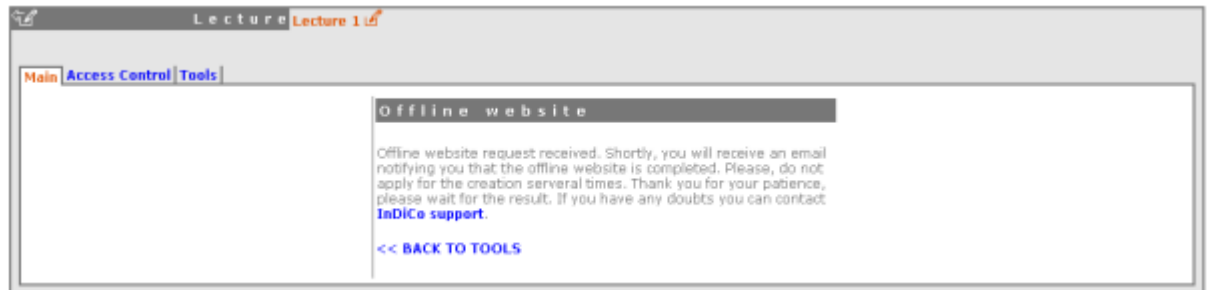 Lecture Lecture 1
Main Access Control Tools
Offline website
Offline website request received. Shortly, you will receive an email
notifying you that the offline website is completed. Please, do not
apply for the creation serveral times. Thank you for your patience,
please wait for the result. If you have any doubts you can contact
InDiCo support.
<< BACK TO TOOLS